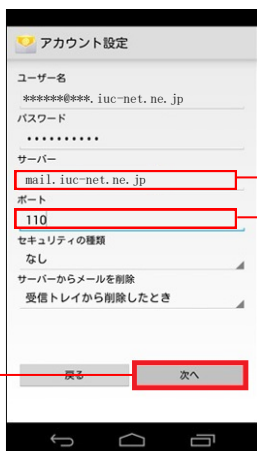 アカウント設定
ユーザー名
******@***.iuc-net.ne.jp
パスワード
••••••••••
サーバー
mail.iuc-net.ne.jp
ポート
110
セキュリティの種類
なし
サーバーからメールを削除
受信トレイから削除したとき
戻る
次へ